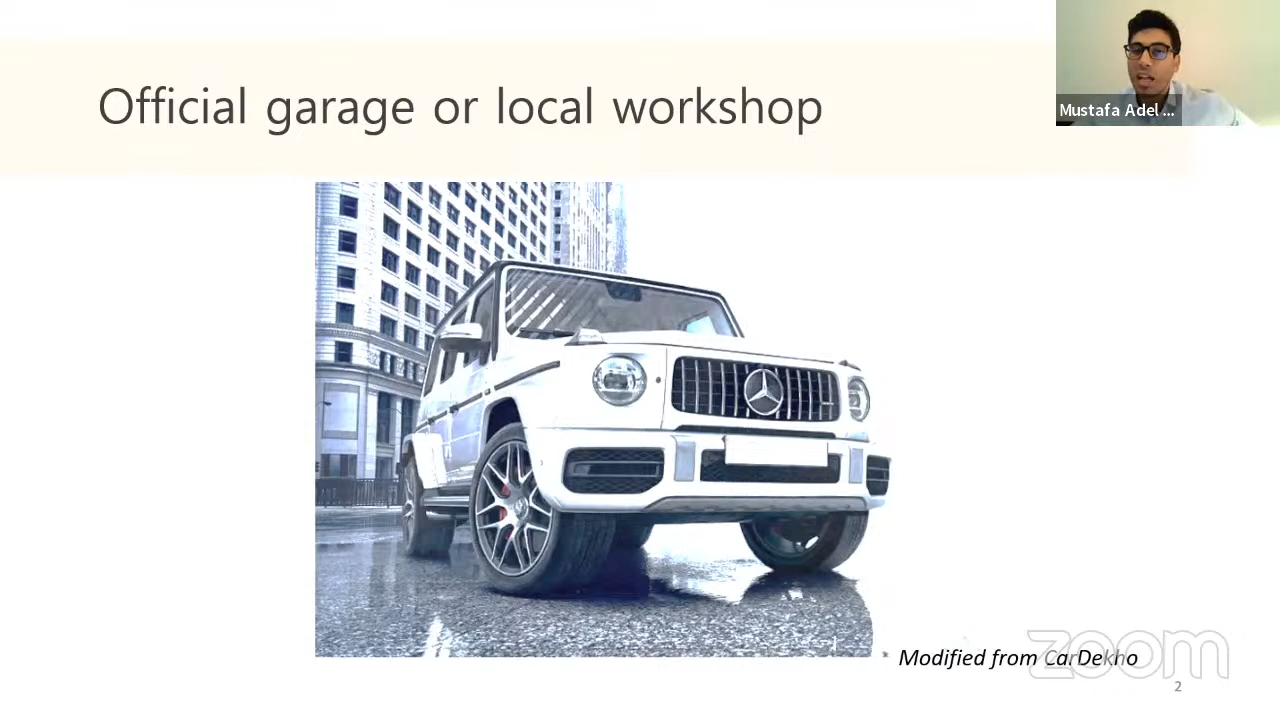 Official garage or local workshop
Mustafa Adel ...
Modified from CarDekho
zoom
2